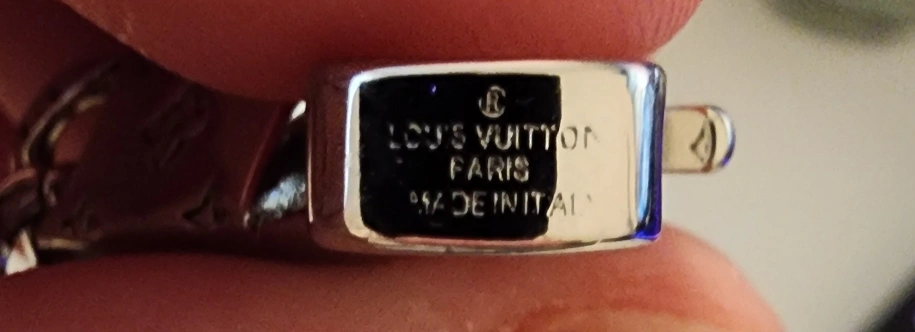 ®
LOUIS VUITTON
PARIS
MADE IN ITALY